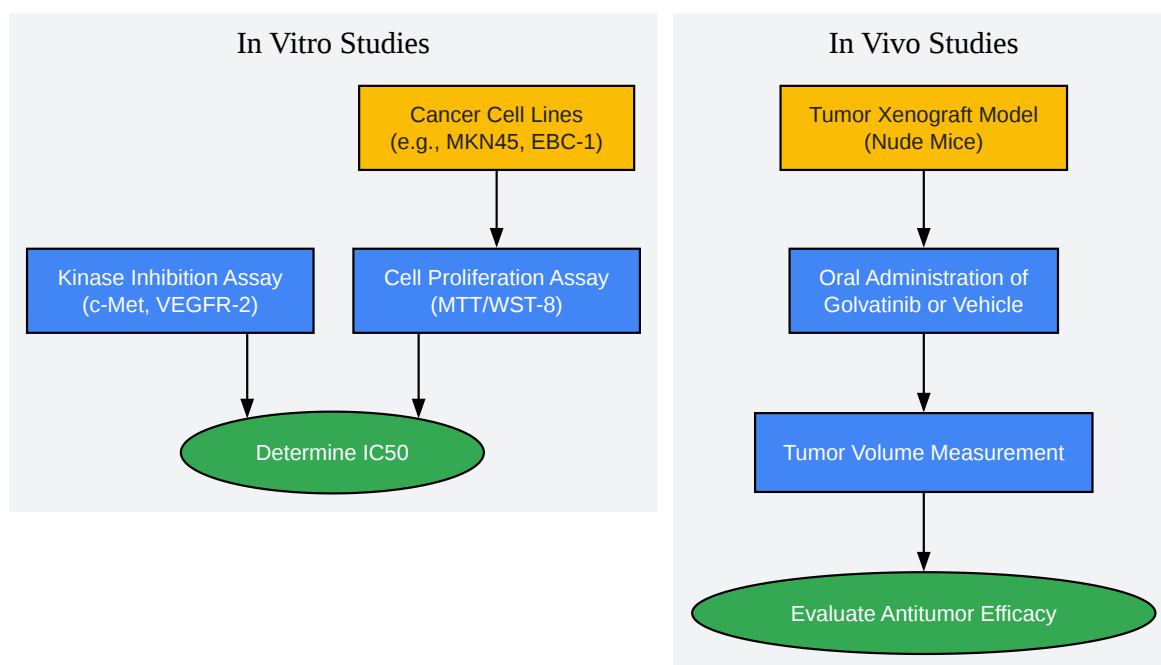 In Vitro Studies
Cancer Cell Lines
(e.g., MKN45, EBC-1)
Kinase Inhibition Assay
(c-Met, VEGFR-2)
Cell Proliferation Assay
(MTT/WST-8)
Determine IC50
In Vivo Studies
Tumor Xenograft Model
(Nude Mice)
Oral Administration of
Golvatinib or Vehicle
Tumor Volume Measurement
Evaluate Antitumor Efficacy